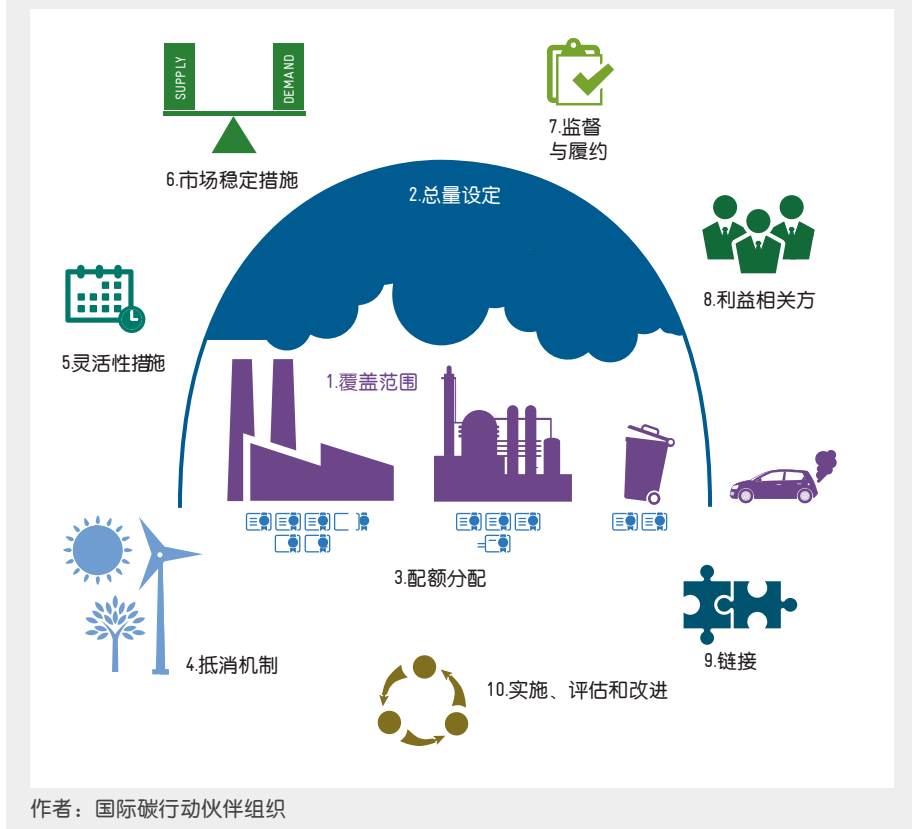 SUPPLY
DEMAND
6.市场稳定措施
7.监督
与履约
2.总量设定
8.利益相关方
5.灵活性措施
1.覆盖范围
3.配额分配
4.抵消机制
9.链接
10.实施、评估和改进
作者：国际碳行动伙伴组织